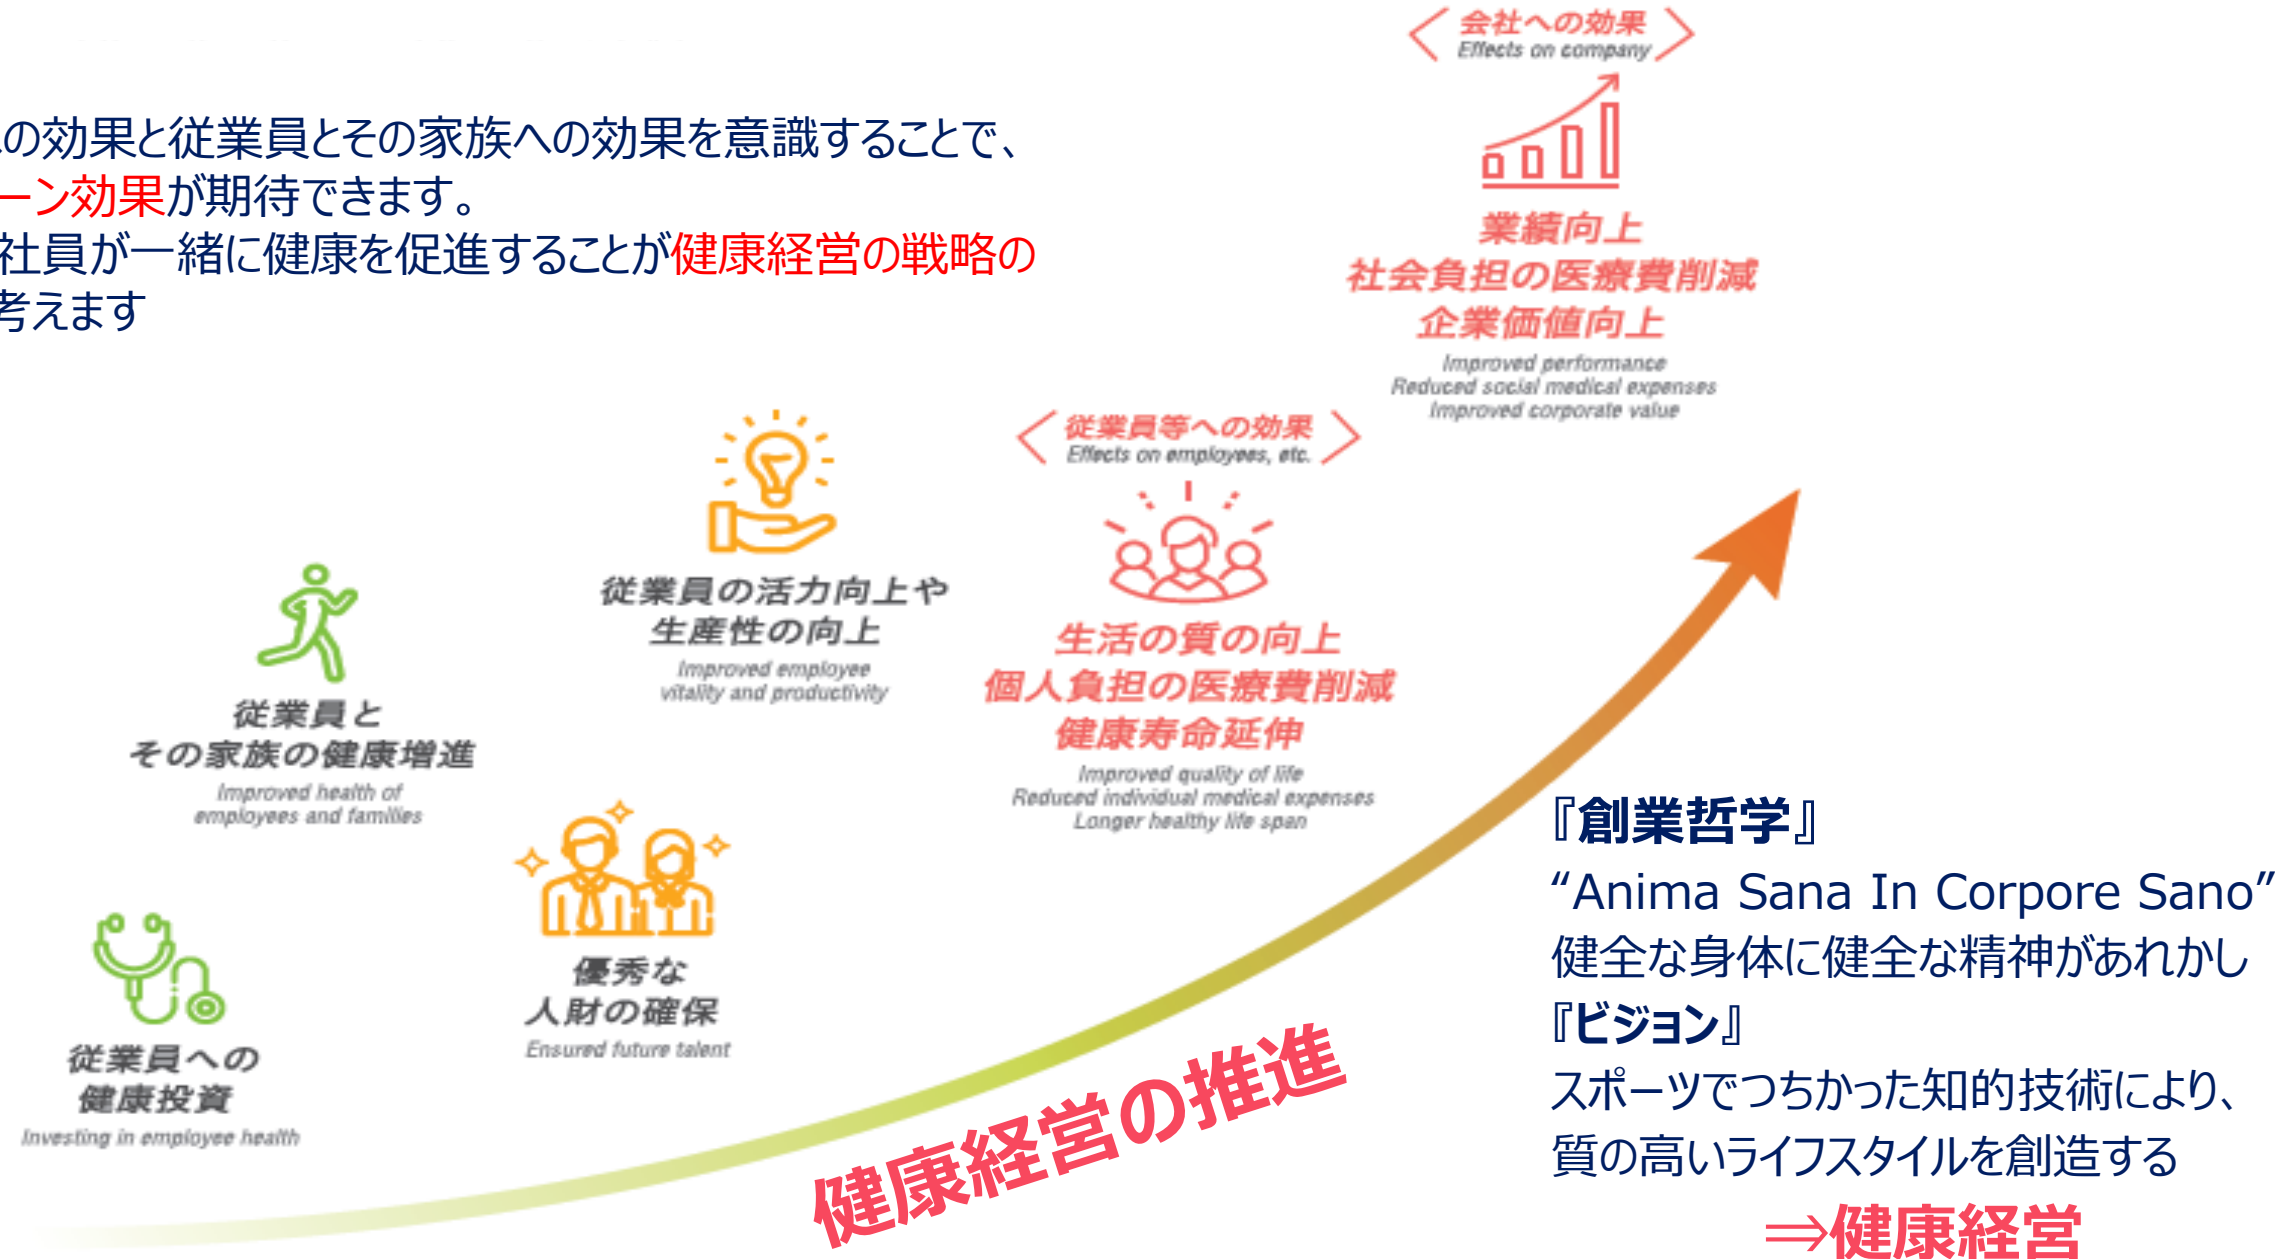 の効果と従業員とその家族への効果を意識することで、
ーン効果が期待できます。
社員が一緒に健康を促進することが健康経営の戦略の
考えます
会社への効果
Effects on company
業績向上
社会負担の医療費削減
企業価値向上
Improved performance
Reduced social medical expenses
Improved corporate value
従業員等への効果
Effects on employees, etc.
生活の質の向上
個人負担の医療費削減
健康寿命延伸
Improved quality of life
Reduced individual medical expenses
Longer healthy life span
従業員の活力向上や
生産性の向上
Improved employee
vitality and productivity
従業員と
その家族の健康増進
Improved health of
employees and families
優秀な
人財の確保
Ensured future talent
従業員への
健康投資
Investing in employee health
健康経営の推進
『創業哲学』
“Anima Sana In Corpore Sano”
健全な身体に健全な精神があれかし
『ビジョン』
スポーツでつちかった知的技術により、
質の高いライフスタイルを創造する
⇒健康経営